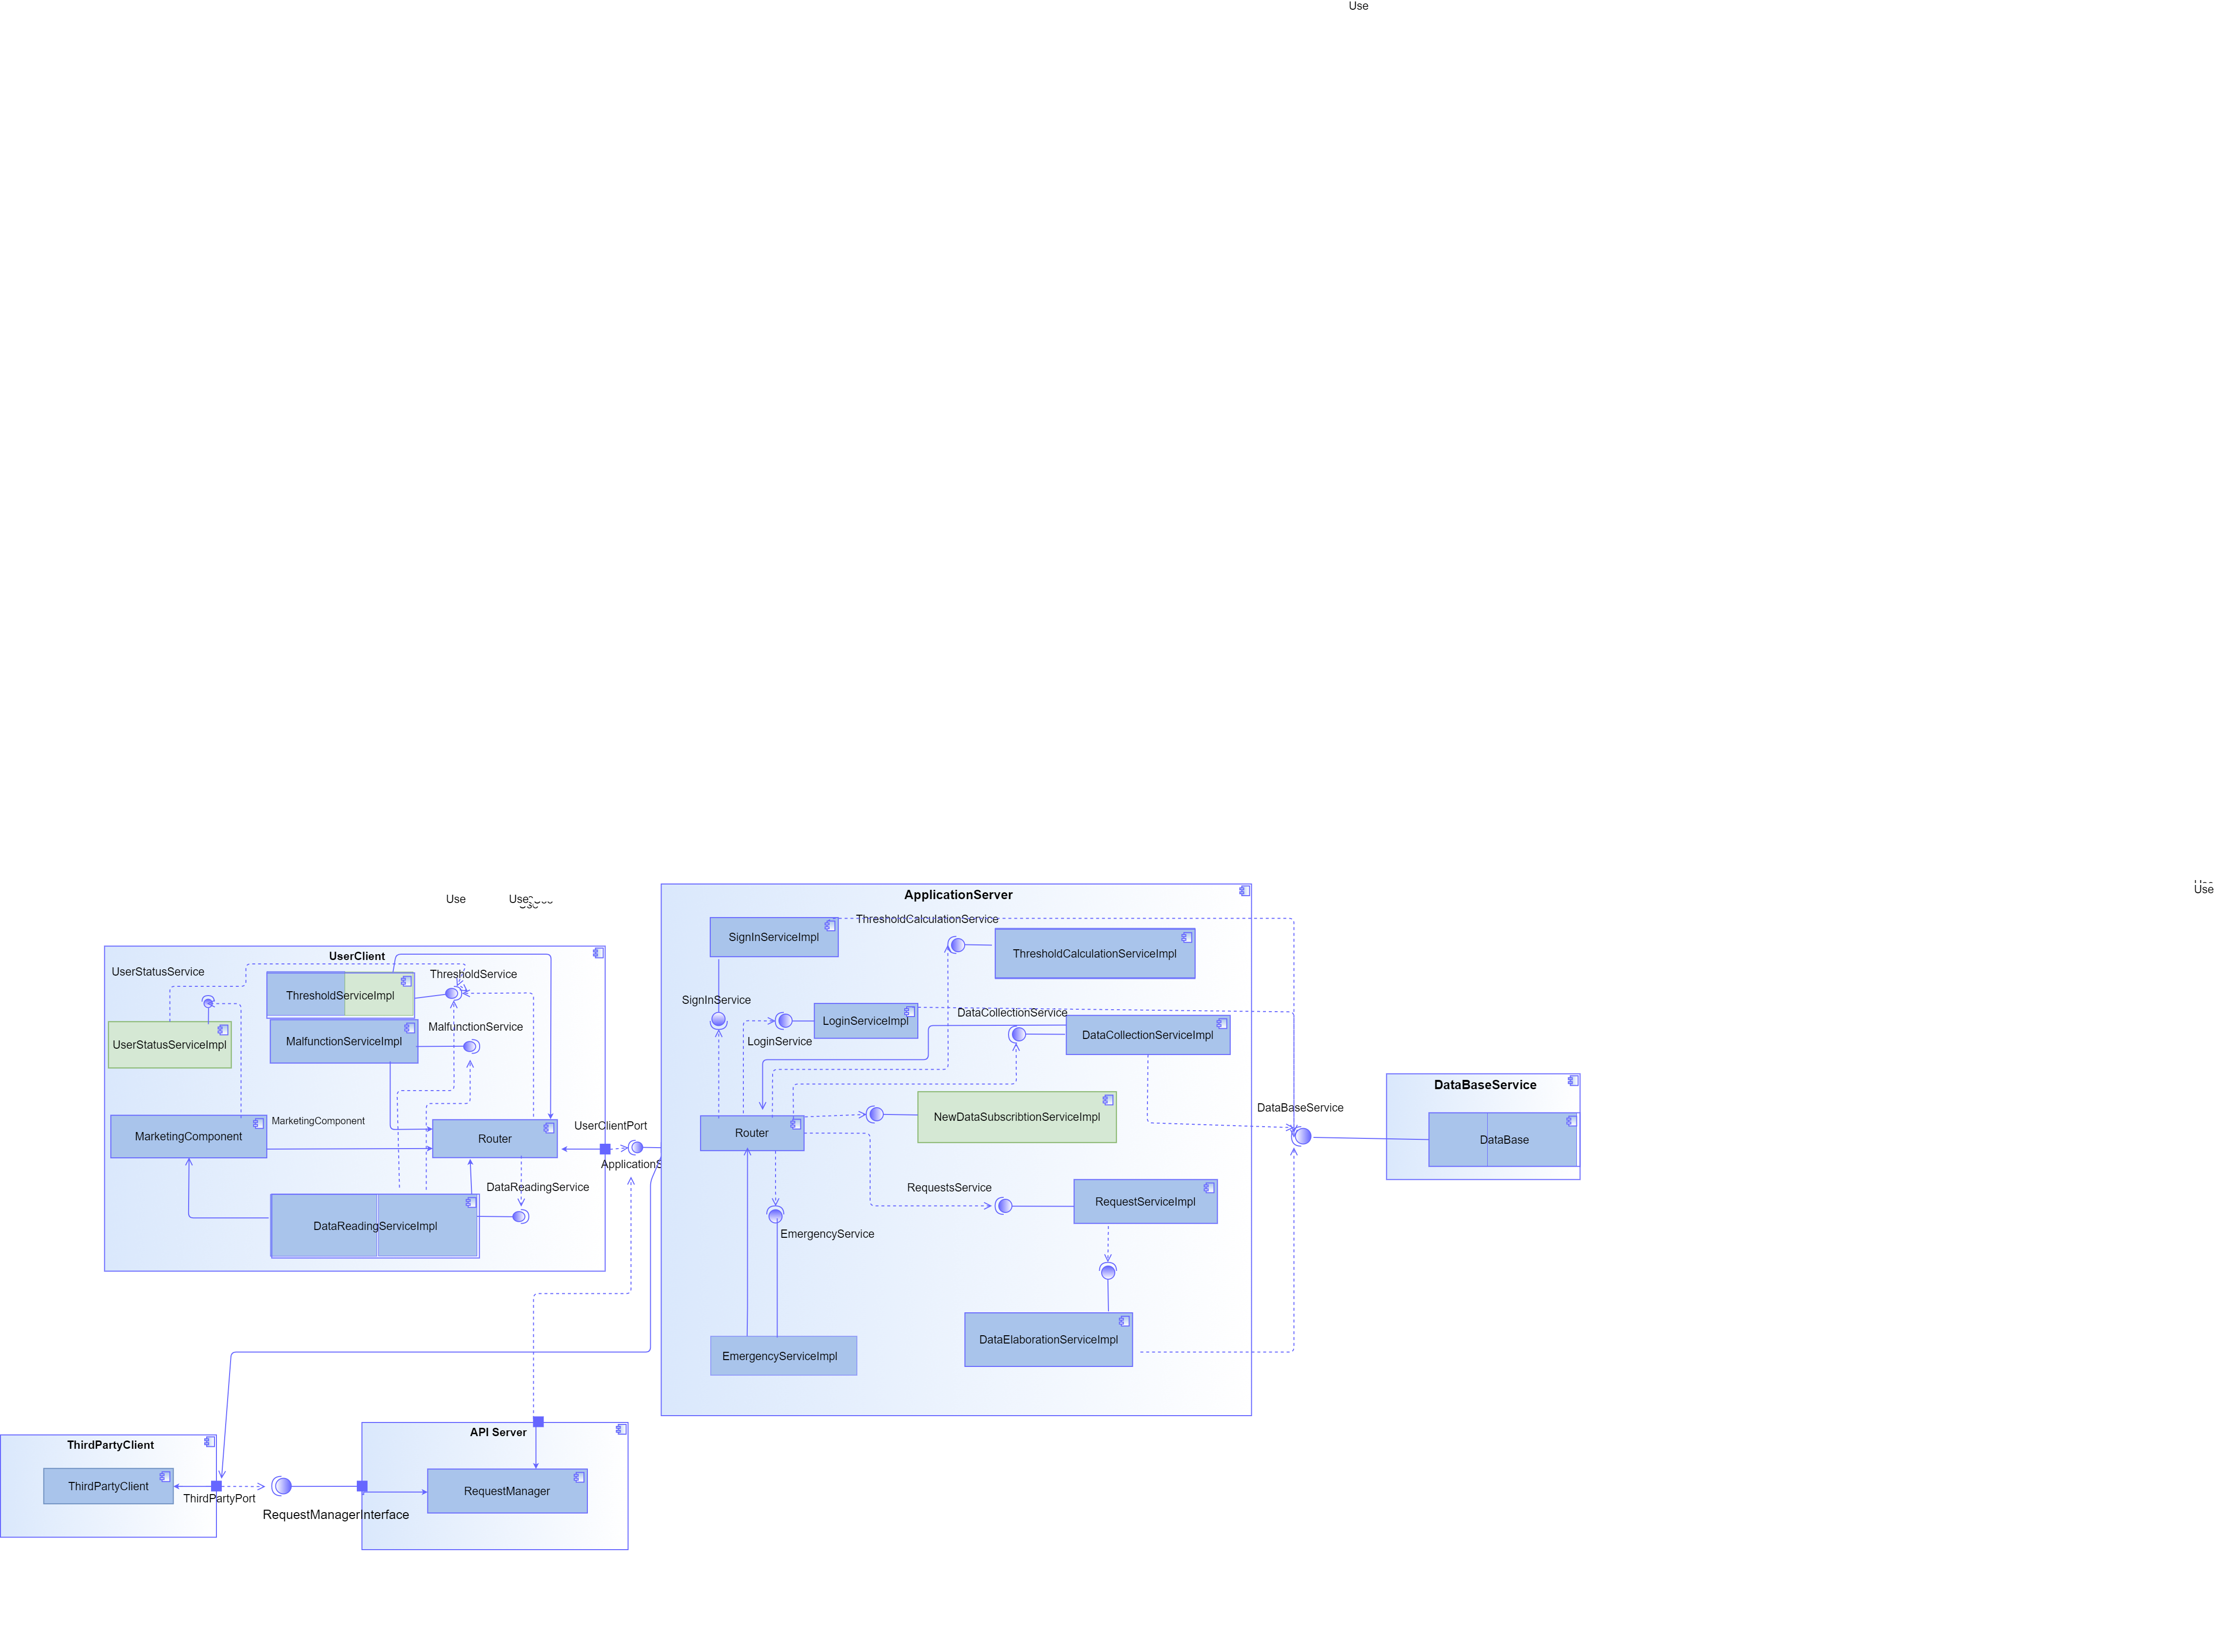 Use
Use
Use
Use
ApplicationServer
ThresholdCalculationService
SignInServiceImpl
ThresholdCalculationServiceImpl
UserClient
UserStatusService
ThresholdService
ThresholdServiceImpl
SignInService
DataCollectionService
LoginServiceImpl
MalfunctionService
DataCollectionServiceImpl
MalfunctionServiceImpl
LoginService
UserStatusServiceImpl
DataBaseService
DataBaseService
MarketingComponent
NewDataSubscribtionServiceImpl
UserClientPort
MarketingComponent
Router
Router
DataBase
ApplicationS
DataReadingService
RequestsService
RequestServiceImpl
DataReadingServiceImpl
EmergencyService
DataElaborationServiceImpl
EmergencyServiceImpl
API Server
ThirdPartyClient
ThirdPartyClient
RequestManager
ThirdPartyPort
RequestManagerInterface